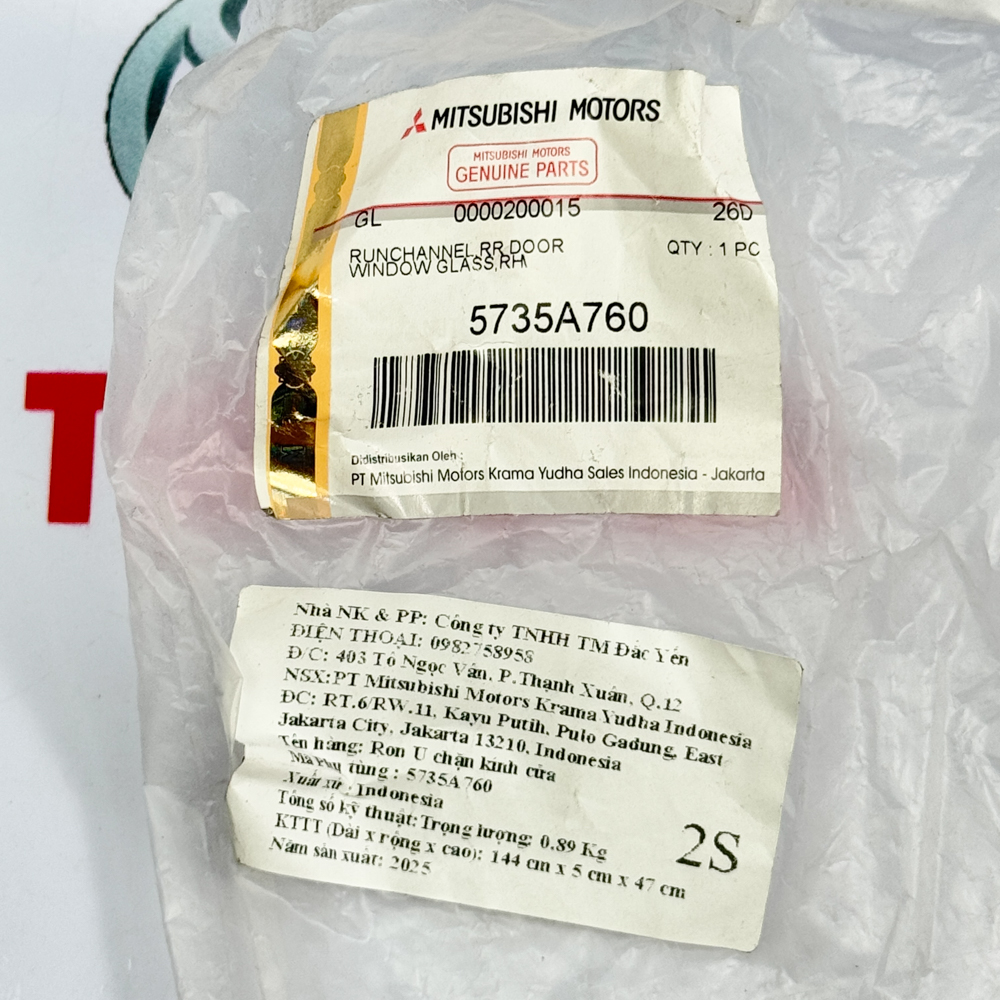 MITSUBISHI MOTORS
MITSUBISHI MOTORS
GENUINE PARTS
GL 0000200015 26D
RUNCHANNEL,RR DOOR QTY : 1 PC
WINDOW GLASS,RH
5735A760
Didistribusikan Oleh :
PT Mitsubishi Motors Krama Yudha Sales Indonesia - Jakarta
T
Nhà NK & PP: Công ty TNHH TM Đắc Yến
ĐIỆN THOẠI: 0982758958
Đ/C: 403 Tô Ngọc Vân, P.Thạnh Xuân, Q.12
NSX:PT Mitsubishi Motors Krama Yudha Indonesia
ĐC: RT.6/RW.11, Kayu Putih, Pulo Gadung, East
Jakarta City, Jakarta 13210, Indonesia
Tên hàng: Ron U chặn kính cửa
Mã Phụ tùng : 5735A760
Xuất xứ : Indonesia
Tổng số kỹ thuật: Trọng lượng: 0.89 Kg
KTTT (Dài x rộng x cao): 144 cm x 5 cm x 47 cm
Năm sản xuất: 2025
2S